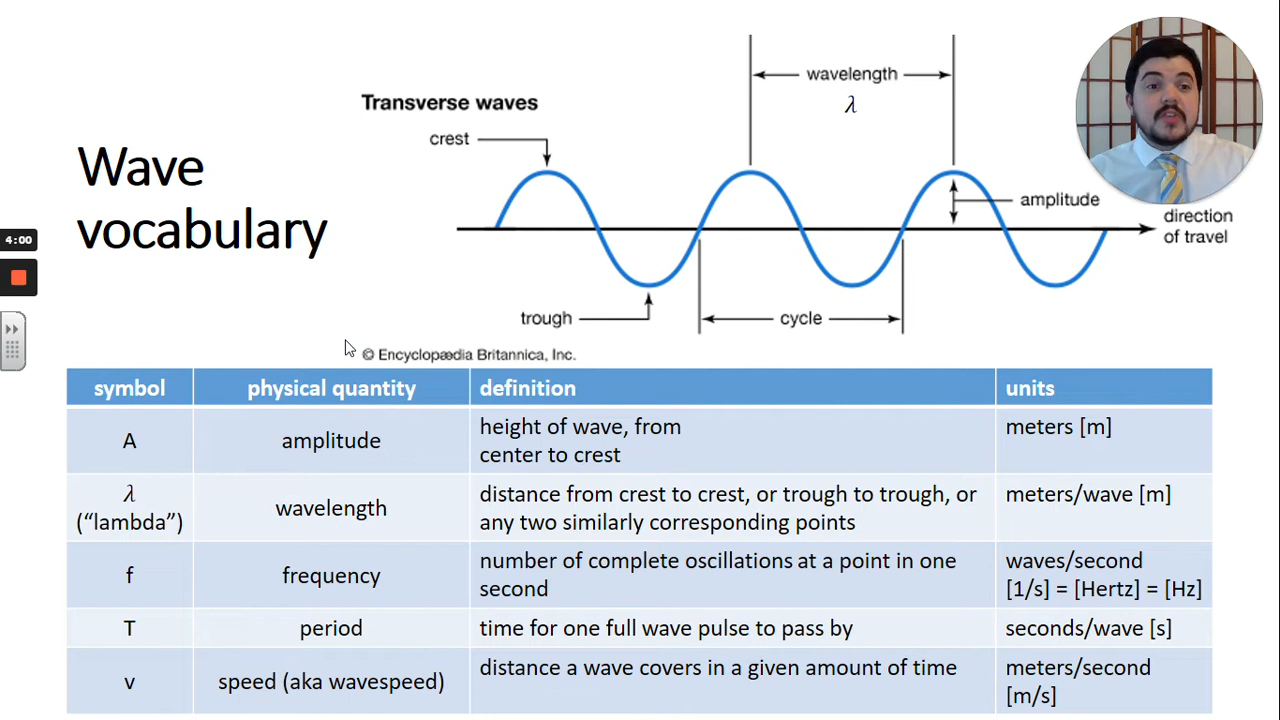 wavelength
λ
Transverse waves
crest
Wave
vocabulary
amplitude
direction
of travel
4:00
trough
cycle
© Encyclopædia Britannica, Inc.
symbol physical quantity definition units
A amplitude height of wave, from
center to crest meters [m]
λ
("lambda") wavelength distance from crest to crest, or trough to trough, or
any two similarly corresponding points meters/wave [m]
f frequency number of complete oscillations at a point in one
second waves/second
[1/s] = [Hertz] = [Hz]
T period time for one full wave pulse to pass by seconds/wave [s]
v speed (aka wavespeed) distance a wave covers in a given amount of time meters/second
[m/s]